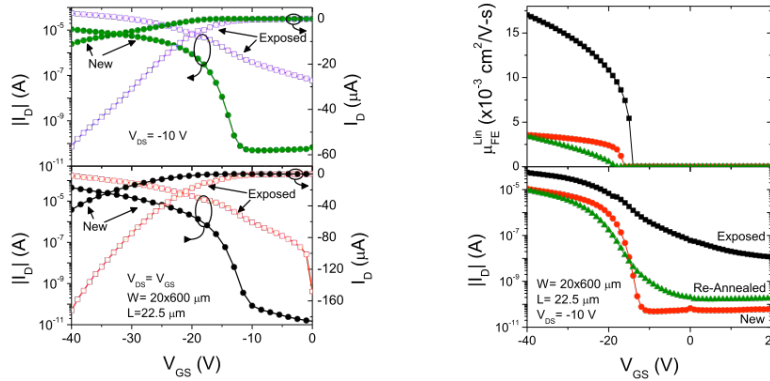 10^-5
10^-7
10^-9
10^-11
|I_D| (A)
New
Exposed
V_DS= -10 V
0
-20
-40
-60
I_D (µA)
10^-5
10^-7
10^-9
10^-11
|I_D| (A)
New
Exposed
V_DS= V_GS
W= 20x600 µm
L=22.5 µm
0
-40
-80
-120
-160
I_D (µA)
-40
-30
-20
-10
0
V_GS (V)
15
10
5
0
µ_FE^Lin (x10^-3 cm^2/V-s)
10^-5
10^-7
10^-9
10^-11
|I_D| (A)
Exposed
Re-Annealed
New
W= 20x600 µm
L= 22.5 µm
V_DS= -10 V
-40
-20
0
20
V_GS (V)